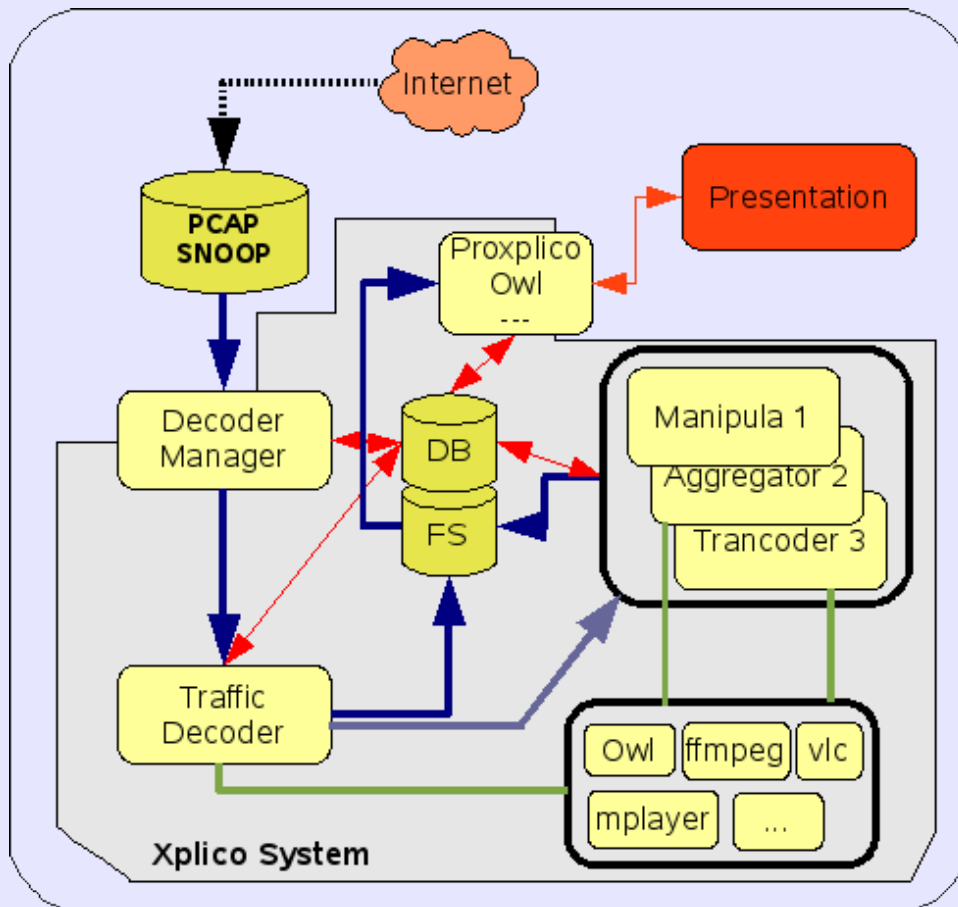 Internet
PCAP
SNOOP
Presentation
Proxplico
Owl
...
Decoder
Manager
DB
FS
Manipula 1
Aggregator 2
Trancoder 3
Traffic
Decoder
Owl
ffmpeg
vlc
mplayer
...
Xplico System